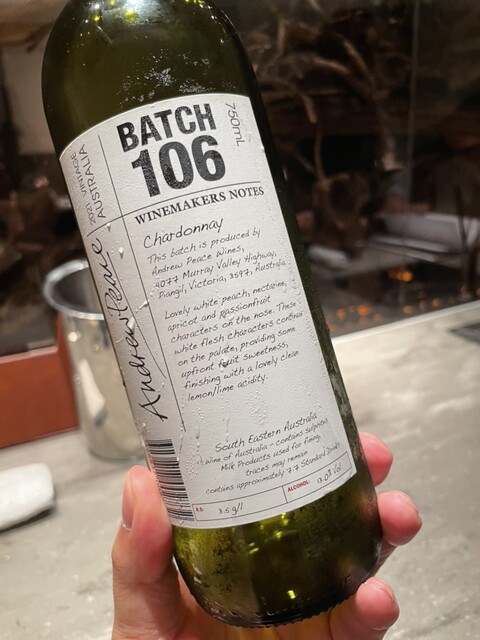 BATCH
106
750mL
2021 VINTAGE
AUSTRALIA
WINEMAKERS NOTES
Chardonnay
This batch is produced by
Andrew Peace Wines,
4077 Murray Valley Highway,
Piangil, Victoria, 3597, Australia.
Lovely white peach, nectarine,
apricot and passionfruit
characters on the nose. These
white flesh characters continue
on the palate, providing some
upfront fruit sweetness,
finishing with a lovely clean
lemon/lime acidity.
Andrew Peace
South Eastern Australia
Wine of Australia - contains sulphites
Milk Products used for fining,
traces may remain
contains approximately 7.7 Standard Drinks
R.S: 3.5 g/l
ALCOHOL: 13.0% Vol